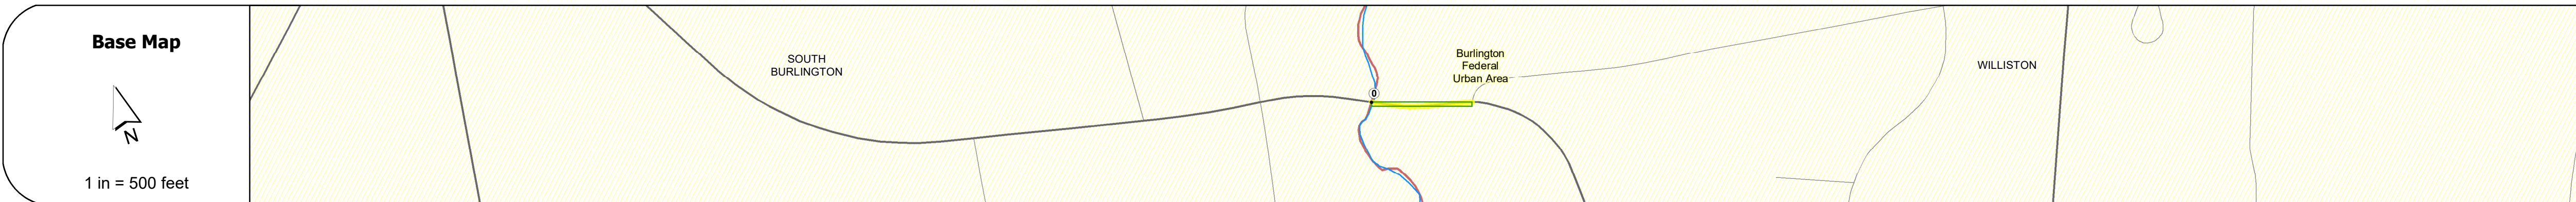 Base Map
N
1 in = 500 feet
SOUTH
BURLINGTON
0
Burlington
Federal
Urban Area
WILLISTON